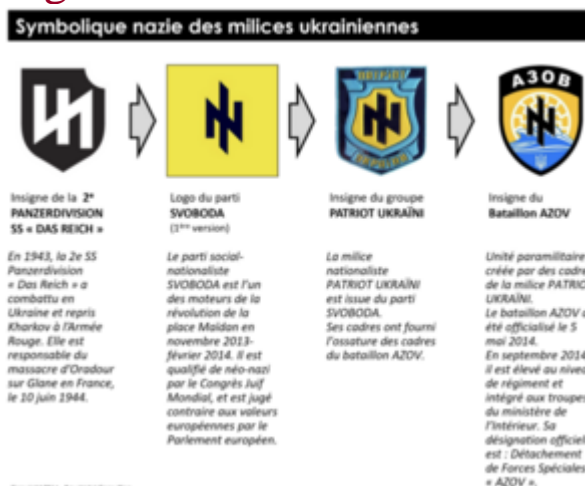 Symbolique nazie des milices ukrainiennes
АЗОВ
Insigne de la 2e
PANZERDIVISION
SS « DAS REICH »
En 1943, la 2e SS
Panzerdivision
« Das Reich » a
combattu en
Ukraine et repris
Kharkov à l'Armée
Rouge. Elle est
responsable du
massacre d'Oradour
sur Glane en France,
le 10 juin 1944.
Logo du parti
SVOBODA
(1ère version)
Le parti social-
nationaliste
SVOBODA est l'un
des moteurs de la
révolution de la
place Maïdan en
novembre 2013-
février 2014. Il est
qualifié de néo-nazi
par le Congrès Juif
Mondial, et est jugé
contraire aux valeurs
européennes par le
Parlement européen.
Insigne du groupe
PATRIOT UKRAÏNI
La milice
nationaliste
PATRIOT UKRAÏNI
est issue du parti
SVOBODA.
Ses cadres ont fourni
l'ossature des cadres
du bataillon AZOV.
Insigne du
Bataillon AZOV
Unité paramilitaire
créée par des cadre
de la milice PATRIO
UKRAÏNI.
Le bataillon AZOV a
été officialisé le 5
mai 2014.
En septembre 2014
il est élevé au nivea
de régiment et
intégré aux troupes
du ministère de
l'Intérieur. Sa
désignation officiel
est : Détachement
de Forces Spéciales
« AZOV ».